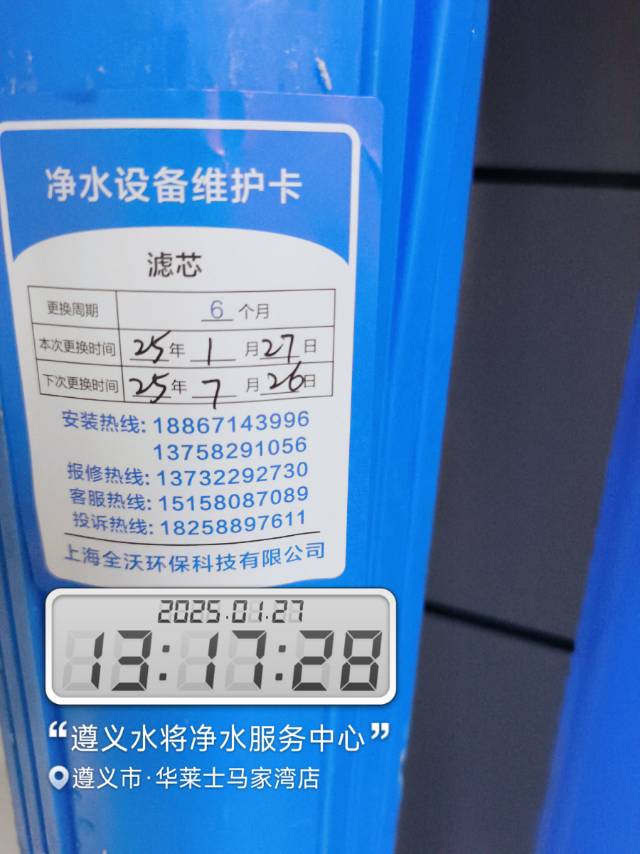 净水设备维护卡
滤芯
更换周期 6 个月
本次更换时间 25年 1 月27日
下次更换时间 25年 7 月26日
安装热线: 18867143996
13758291056
报修热线: 13732292730
客服热线: 15158087089
投诉热线: 18258897611
上海全沃环保科技有限公司
2025.01.27
13:17:28
“遵义水将净水服务中心”
遵义市·华莱士马家湾店